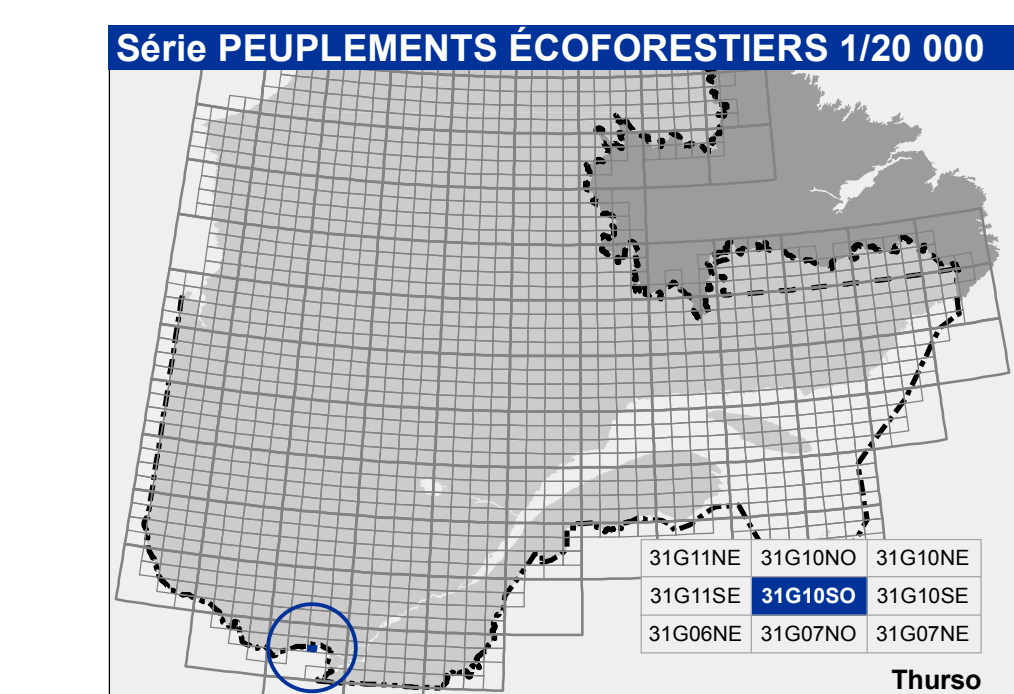 Série PEUPLEMENTS ÉCOFORESTIERS 1/20 000
31G11NE 31G10NO 31G10NE
31G11SE 31G10SO 31G10SE
31G06NE 31G07NO 31G07NE
Thurso